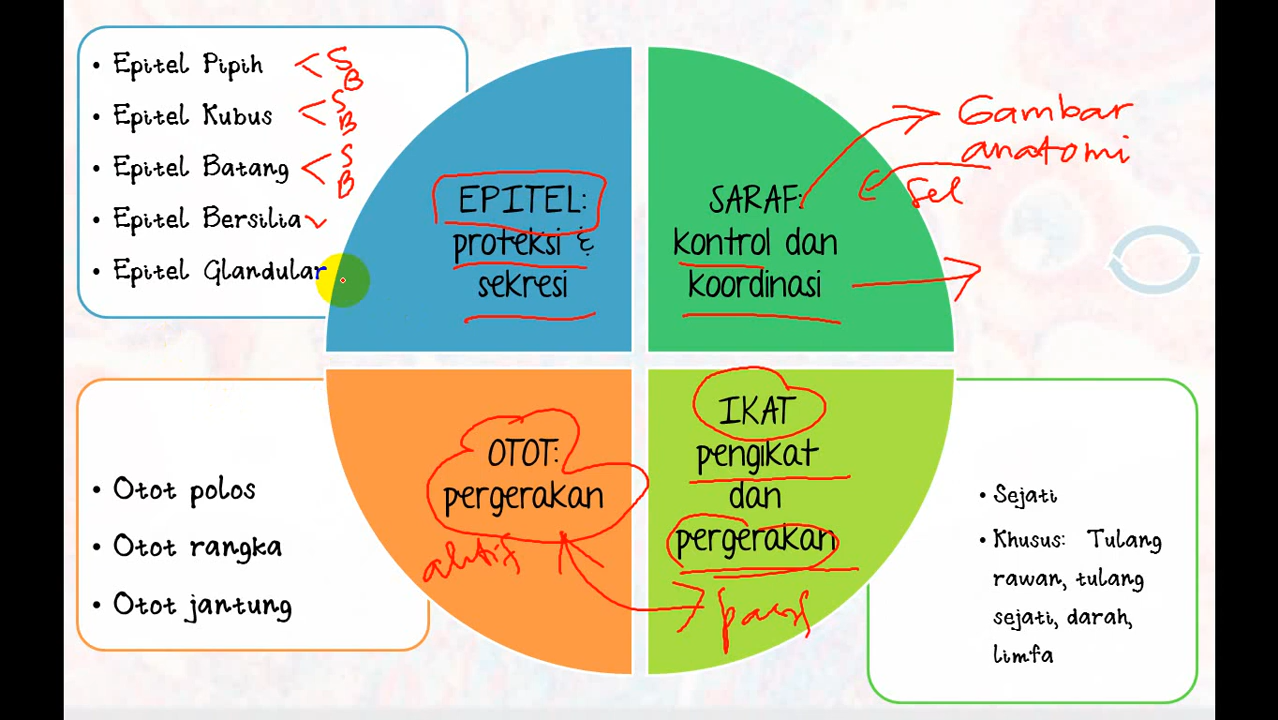 • Epitel Pipih < S B
• Epitel Kubus < S B
• Epitel Batang < S B
• Epitel Bersilia
• Epitel Glandular
EPITEL:
proteksi &
sekresi
SARAF:
kontrol dan
koordinasi
Gambar
anatomi
Sel
OTOT:
pergerakan
aktif
IKAT
pengikat
dan
pergerakan
pasif
• Otot polos
• Otot rangka
• Otot jantung
• Sejati
• Khusus: Tulang
rawan, tulang
sejati, darah,
limfa